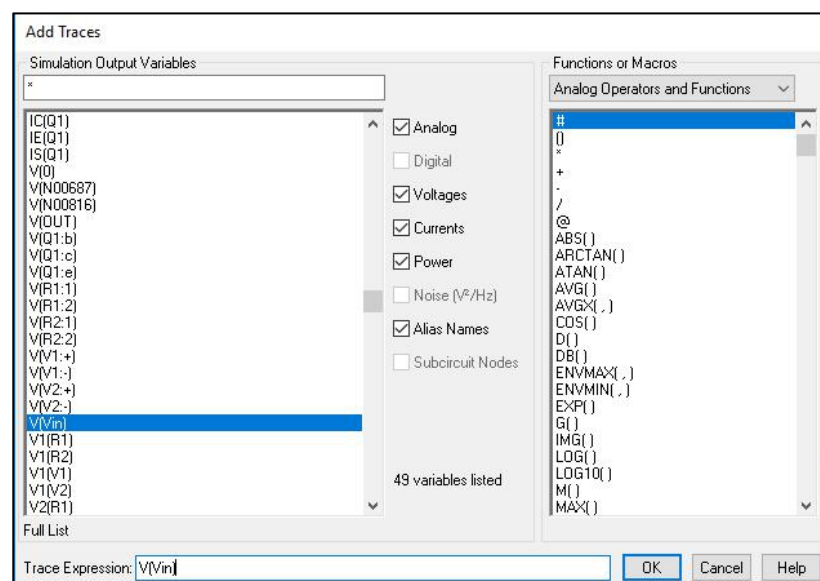 Add Traces
Simulation Output Variables
*
IC(Q1)
IE(Q1)
IS(Q1)
V(0)
V(N00687)
V(N00816)
V(OUT)
V(Q1:b)
V(Q1:c)
V(Q1:e)
V(R1:1)
V(R1:2)
V(R2:1)
V(R2:2)
V(V1:+)
V(V1:-)
V(V2:+)
V(V2:-)
V(Vin)
V1(R1)
V1(R2)
V1(V1)
V1(V2)
V2(R1)
Full List
Analog
Digital
Voltages
Currents
Power
Noise (V²/Hz)
Alias Names
Subcircuit Nodes
49 variables listed
Functions or Macros
Analog Operators and Functions
#
()
*
+
-
/
@
ABS( )
ARCTAN( )
ATAN( )
AVG( )
AVGX( , )
COS( )
D( )
DB( )
ENVMAX( , )
ENVMIN( , )
EXP( )
G( )
IMG( )
LOG( )
LOG10( )
M( )
MAX( )
Trace Expression: V(Vin)
OK Cancel Help